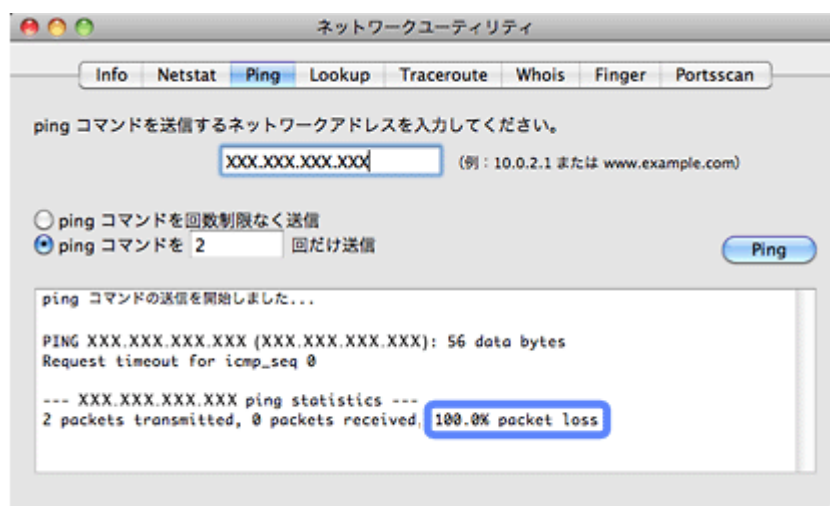 ネットワークユーティリティ
Info Netstat Ping Lookup Traceroute Whois Finger Portsscan
ping コマンドを送信するネットワークアドレスを入力してください。
XXX.XXX.XXX.XXX (例：10.0.2.1 または www.example.com)
ping コマンドを回数制限なく送信
ping コマンドを 2 回だけ送信 Ping
ping コマンドの送信を開始しました...
PING XXX.XXX.XXX.XXX (XXX.XXX.XXX.XXX): 56 data bytes
Request timeout for icmp_seq 0
--- XXX.XXX.XXX.XXX ping statistics ---
2 packets transmitted, 0 packets received, 100.0% packet loss